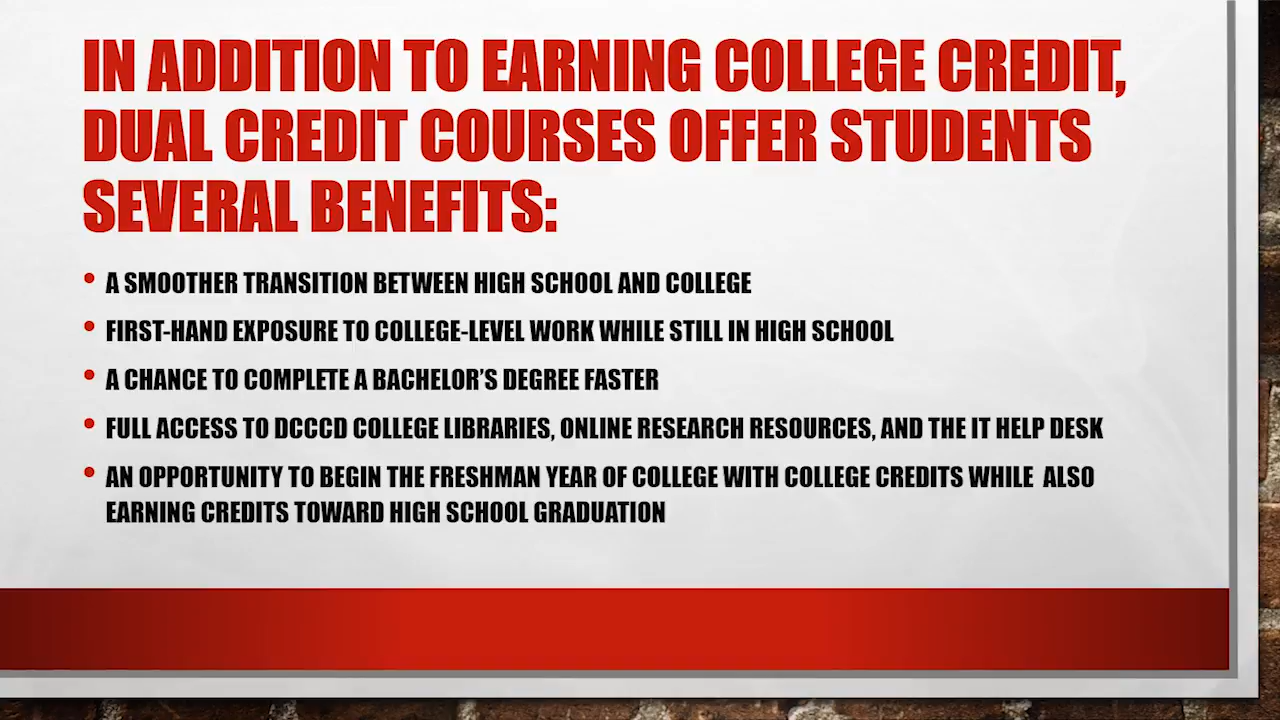 IN ADDITION TO EARNING COLLEGE CREDIT,
DUAL CREDIT COURSES OFFER STUDENTS
SEVERAL BENEFITS:
• A SMOOTHER TRANSITION BETWEEN HIGH SCHOOL AND COLLEGE
• FIRST-HAND EXPOSURE TO COLLEGE-LEVEL WORK WHILE STILL IN HIGH SCHOOL
• A CHANCE TO COMPLETE A BACHELOR’S DEGREE FASTER
• FULL ACCESS TO DCCCD COLLEGE LIBRARIES, ONLINE RESEARCH RESOURCES, AND THE IT HELP DESK
• AN OPPORTUNITY TO BEGIN THE FRESHMAN YEAR OF COLLEGE WITH COLLEGE CREDITS WHILE  ALSO
EARNING CREDITS TOWARD HIGH SCHOOL GRADUATION